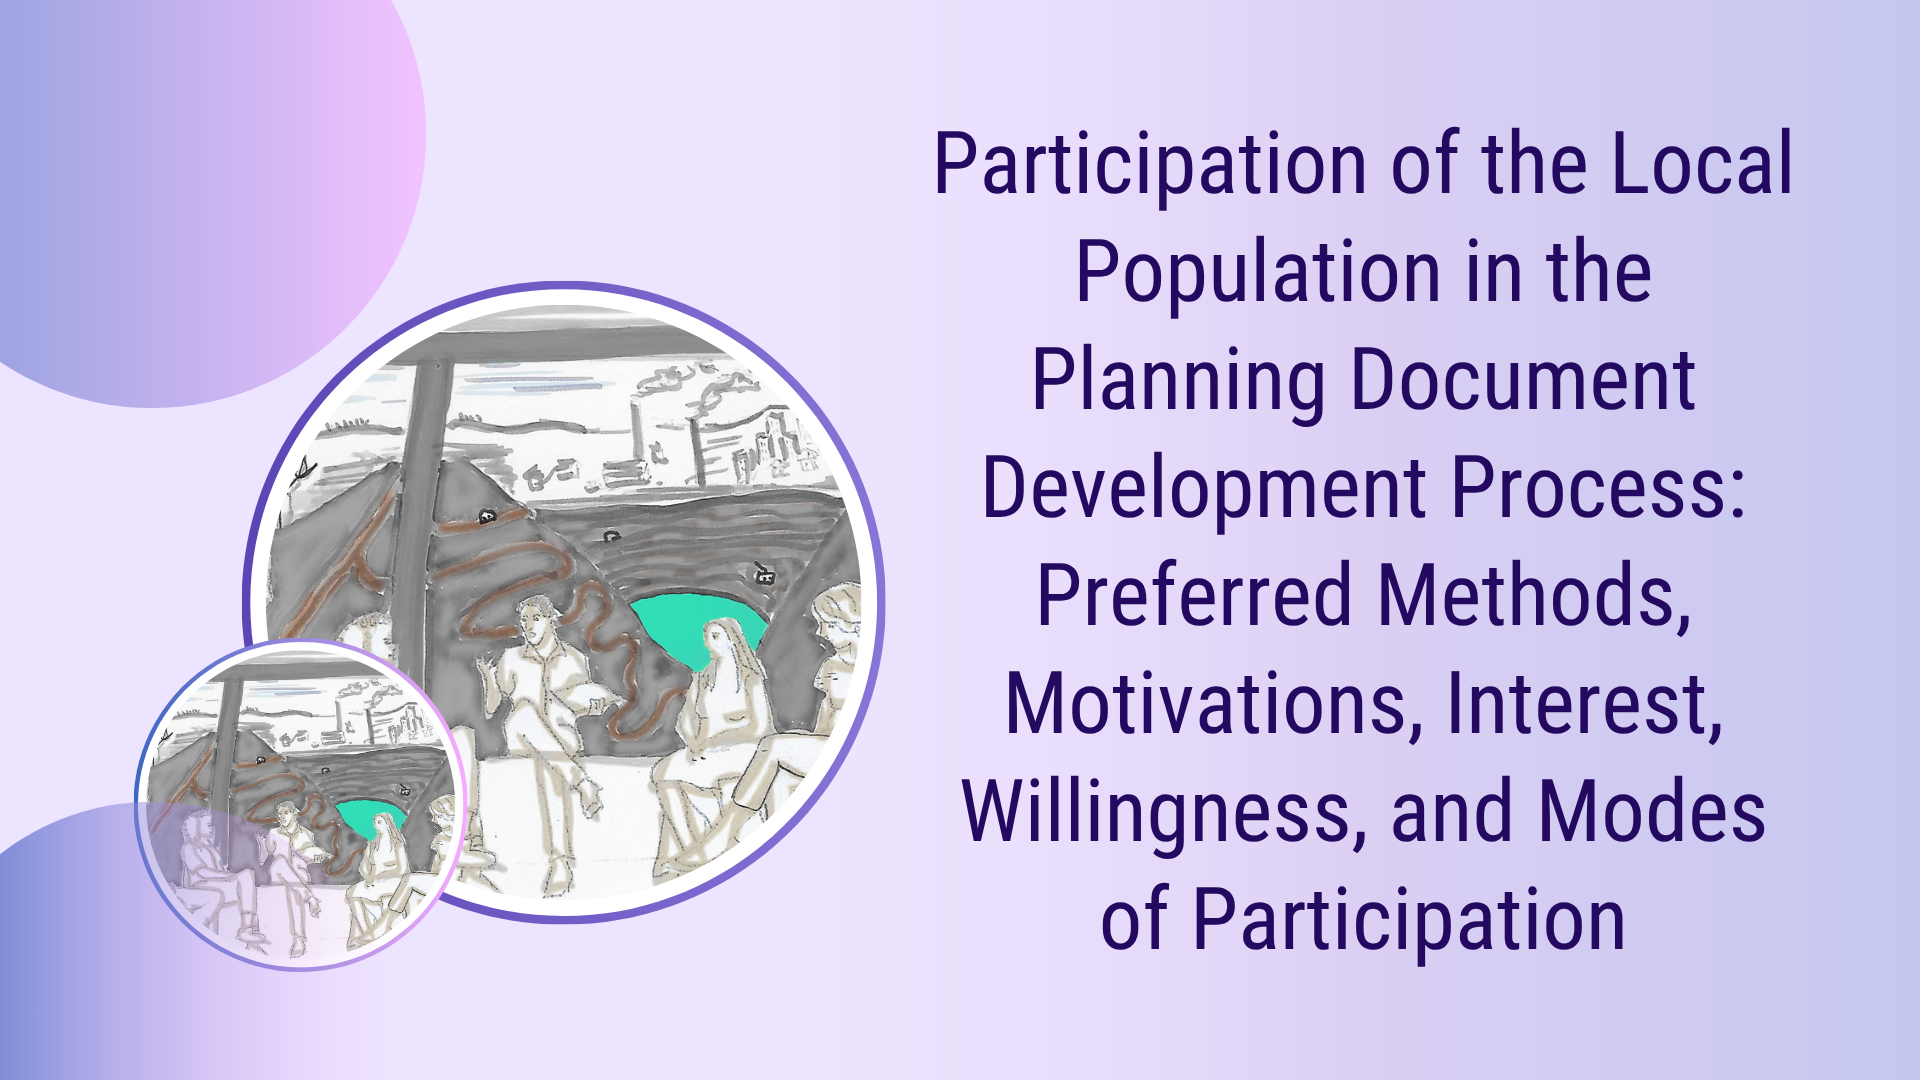 Participation of the Local
Population in the
Planning Document
Development Process:
Preferred Methods,
Motivations, Interest,
Willingness, and Modes
of Participation